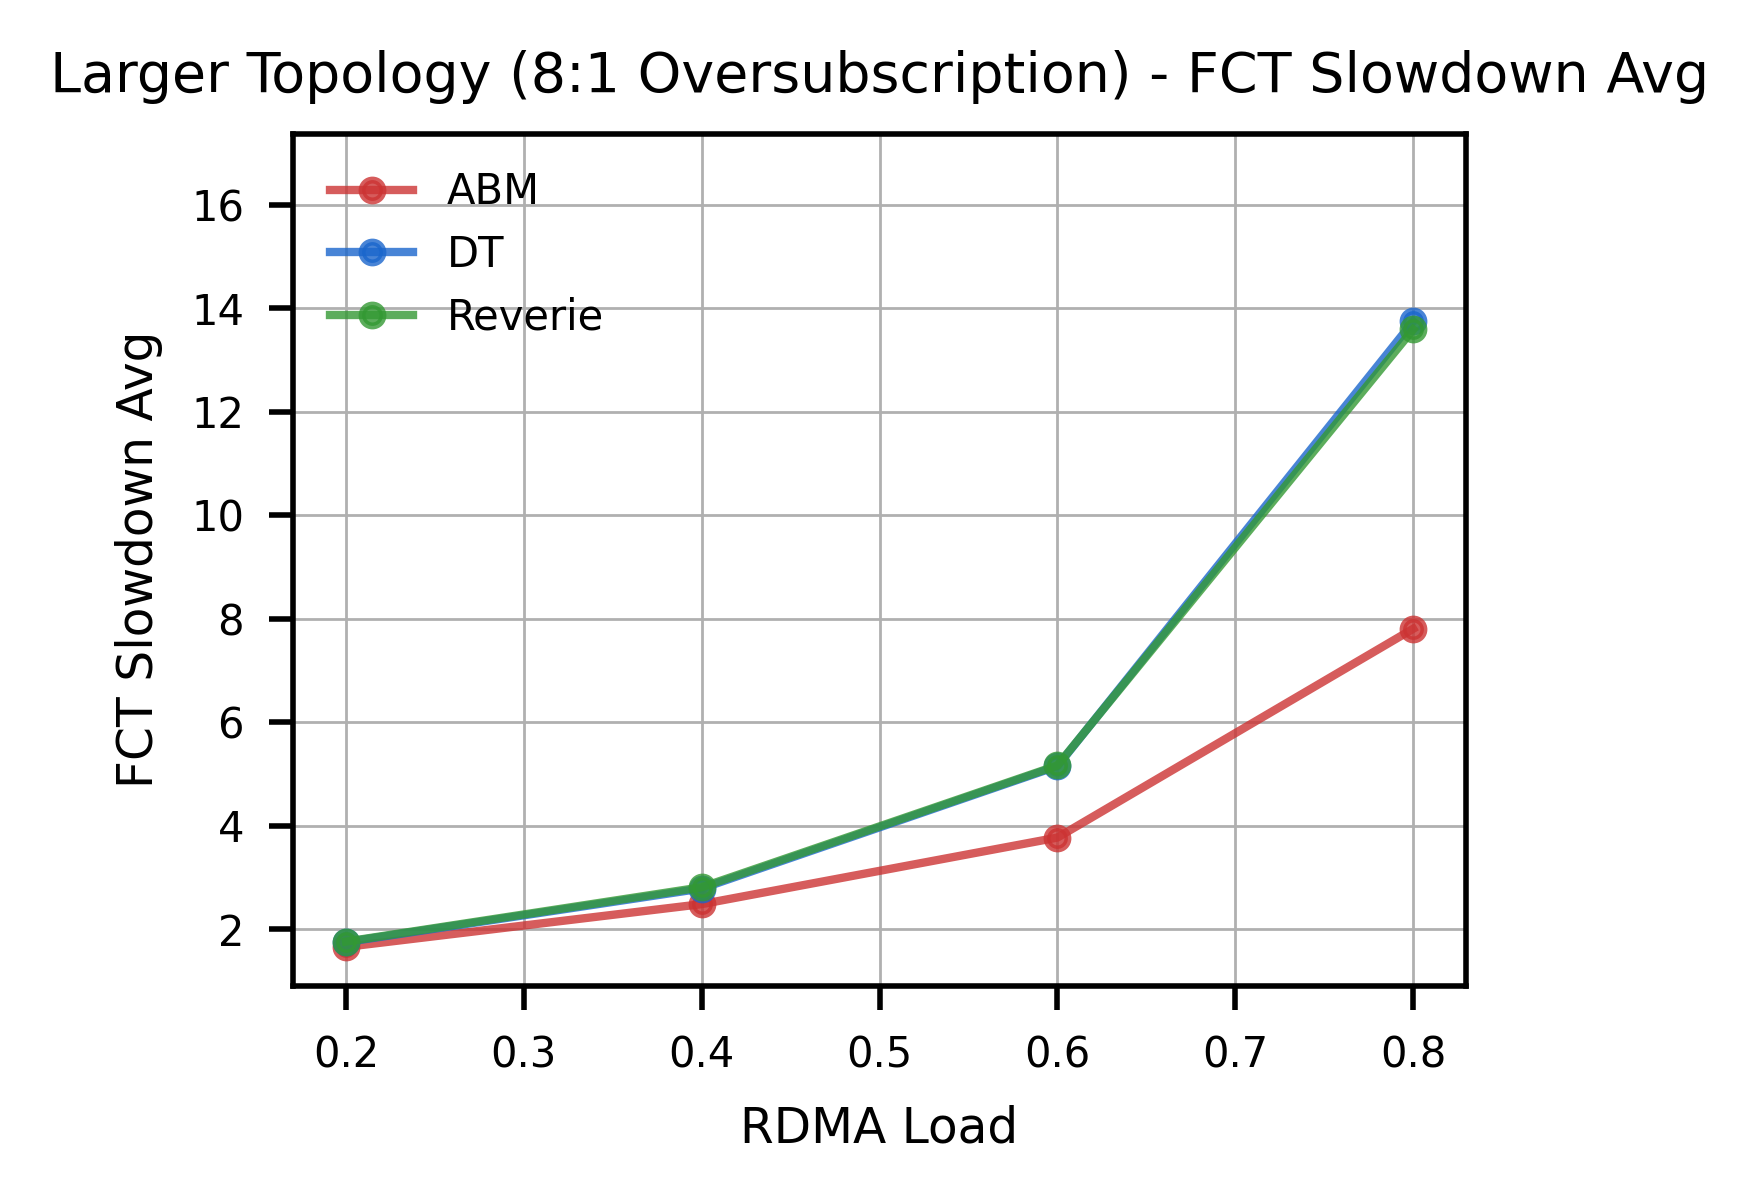 Larger Topology (8:1 Oversubscription) - FCT Slowdown Avg
ABM
DT
Reverie
FCT Slowdown Avg
16
14
12
10
8
6
4
2
0.2 0.3 0.4 0.5 0.6 0.7 0.8
RDMA Load